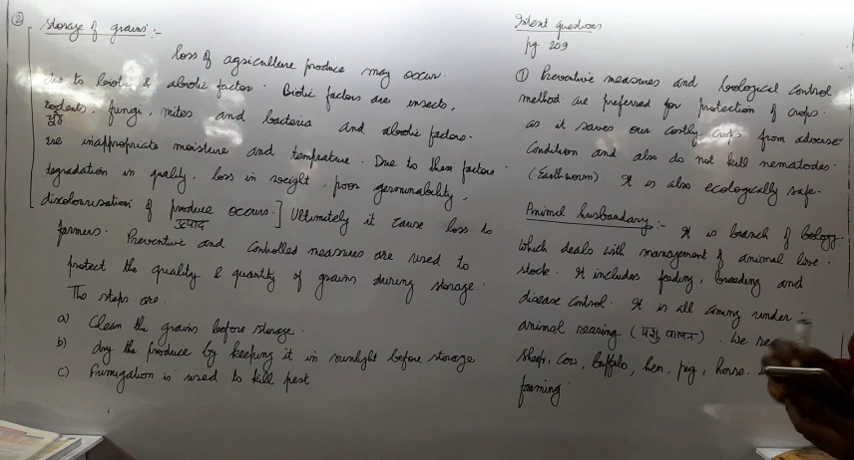 ②
Storage of grains :-
loss of agriculture produce may occur
due to biotic & abiotic factor. Biotic factors are insects,
rodents, fungi, mites and bacteria and abiotic factors.
चूहे
are inappropriate moisture and temprature. Due to these factors
degradation in quality, loss in weight, poor germinability,
discolourisation of produce occurs.] Ultimately it cause loss to
उत्पाद
farmers. Preventive and controlled measures are used to
protect the quality & quantity of grains during storage.
The steps are.
a) Clean the grains before storage.
b) dry the produce by keeping it in sunlight before storage
c) Fumigation is used to kill pest
Intext questions
pg 209
① Preventive measures and biological control
method are preferred for protection of crops.
as it saves our costly crops from adverse
Condition and also do not kill nematodes.
(Earthworm) It is also ecologically safe.
Animal husbandary :- It is branch of biology
which deals with management of animal live.
stock. It includes feeding, breeding and
disease control. It is all coming under :
animal rearing (पशु पालन). We
sheep, cow, buffalo, hen, pig, horse.
farming